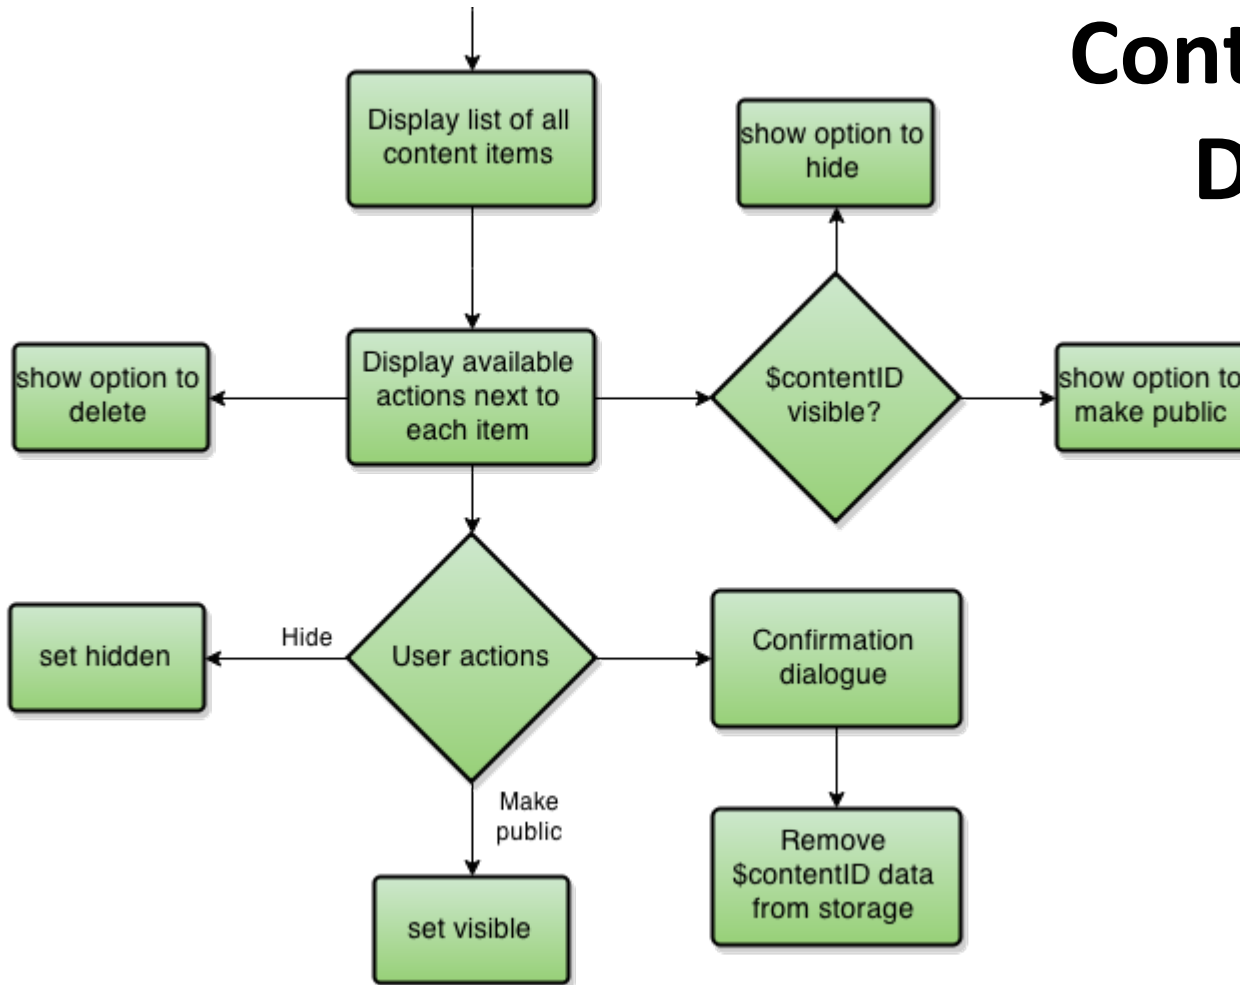 Cont
D
Display list of all
content items
show option to
hide
show option to
delete
Display available
actions next to
each item
$contentID
visible?
show option to
make public
set hidden
Hide
User actions
Confirmation
dialogue
Make
public
set visible
Remove
$contentID data
from storage